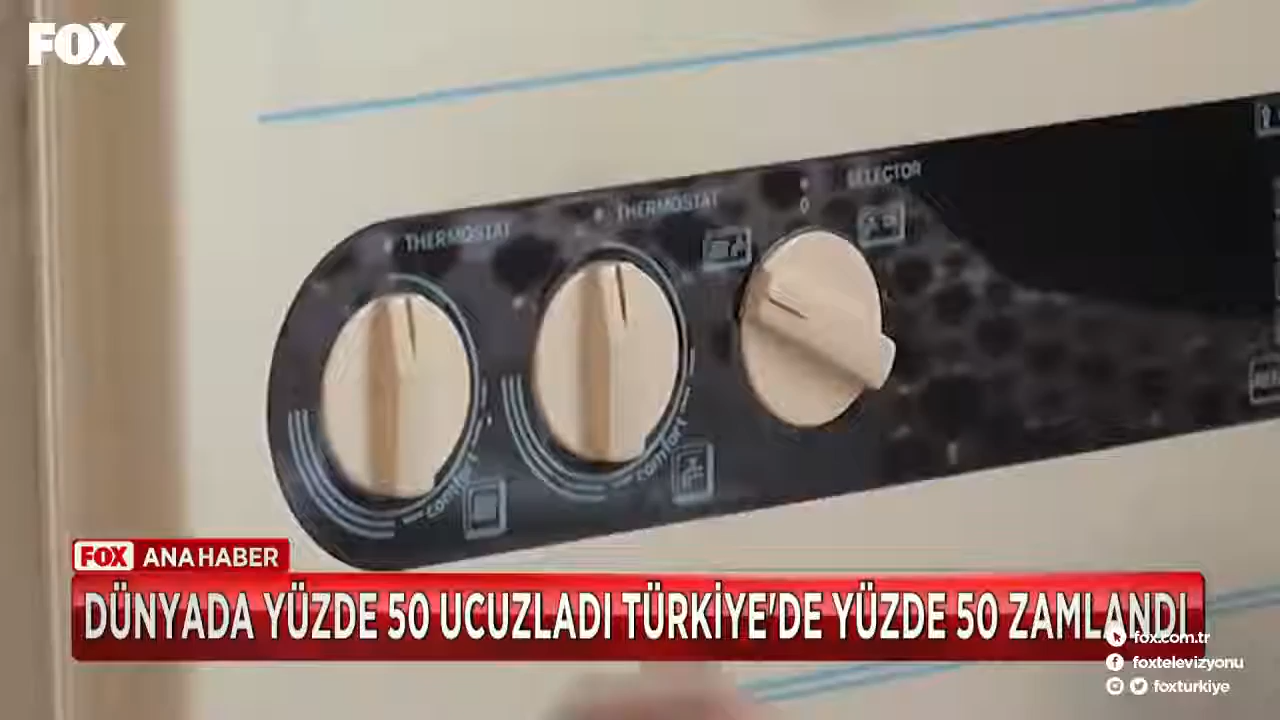 FOX
SELECTOR
THERMOSTAT
THERMOSTAT
0
comfort
comfort
FOX ANA HABER
DÜNYADA YÜZDE 50 UCUZLADI TÜRKİYE'DE YÜZDE 50 ZAMLANDI
fox.com.tr
foxtelevizyonu
foxturkiye